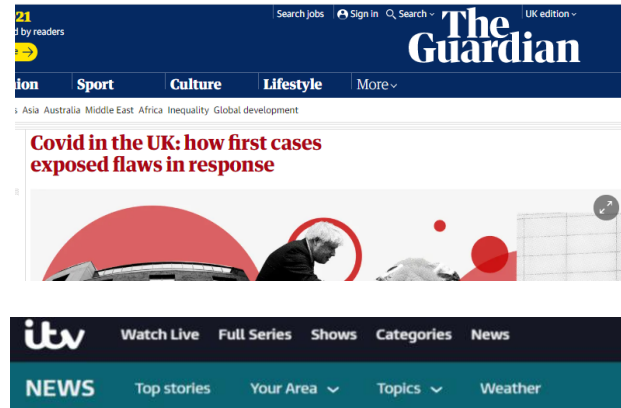 21
d by readers
Search jobs Sign in Search
The
Guardian
UK edition
ion Sport Culture Lifestyle More
s Asia Australia Middle East Africa Inequality Global development
Covid in the UK: how first cases
exposed flaws in response
itv Watch Live Full Series Shows Categories News
NEWS Top stories Your Area Topics Weather